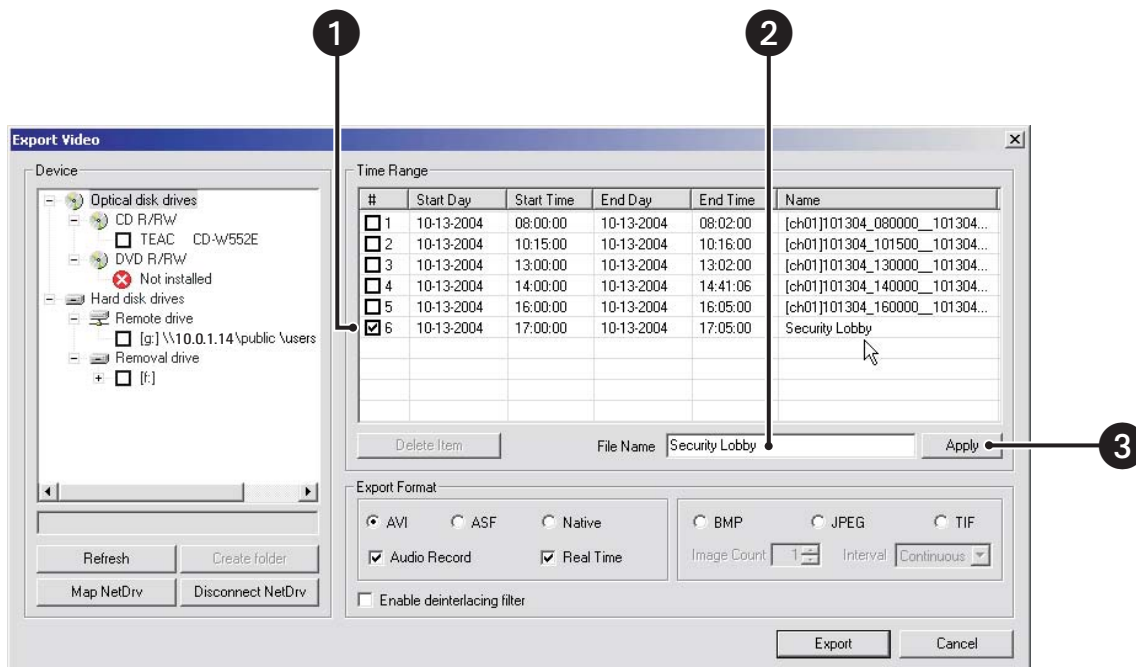 1
2
Export Video
Device
Optical disk drives
CD R/RW
TEAC CD-W552E
DVD R/RW
Not installed
Hard disk drives
Remote drive
[g:] \\10.0.1.14\public \users
Removal drive
[f:]
Refresh
Create folder
Map NetDrv
Disconnect NetDrv
Time Range
# Start Day Start Time End Day End Time Name
1 10-13-2004 08:00:00 10-13-2004 08:02:00 [ch01]101304_080000__101304...
2 10-13-2004 10:15:00 10-13-2004 10:16:00 [ch01]101304_101500__101304...
3 10-13-2004 13:00:00 10-13-2004 13:02:00 [ch01]101304_130000__101304...
4 10-13-2004 14:00:00 10-13-2004 14:41:06 [ch01]101304_140000__101304...
5 10-13-2004 16:00:00 10-13-2004 16:05:00 [ch01]101304_160000__101304...
6 10-13-2004 17:00:00 10-13-2004 17:05:00 Security Lobby
Delete Item File Name Security Lobby Apply
3
Export Format
AVI ASF Native BMP JPEG TIF
Audio Record Real Time Image Count 1 Interval Continuous
Enable deinterlacing filter
Export Cancel